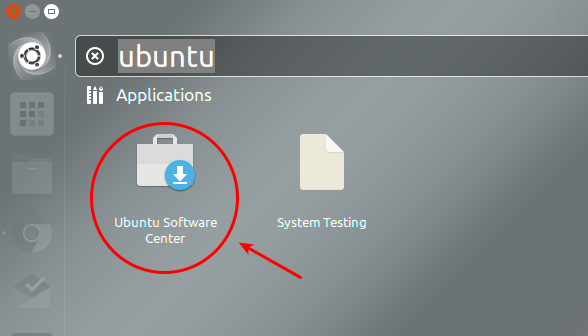 ubuntu
Applications
Ubuntu Software
Center
System Testing